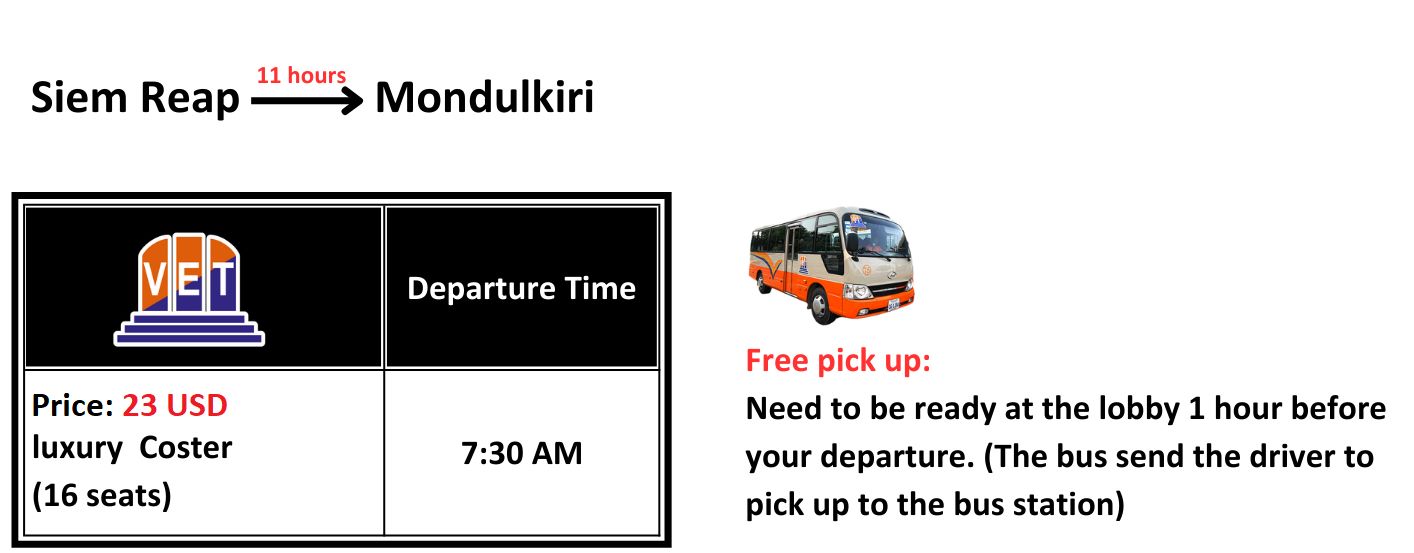 11 hours
Siem Reap Mondulkiri
VET
Departure Time
Price: 23 USD
luxury Coster
(16 seats)
7:30 AM
Free pick up:
Need to be ready at the lobby 1 hour before
your departure. (The bus send the driver to
pick up to the bus station)